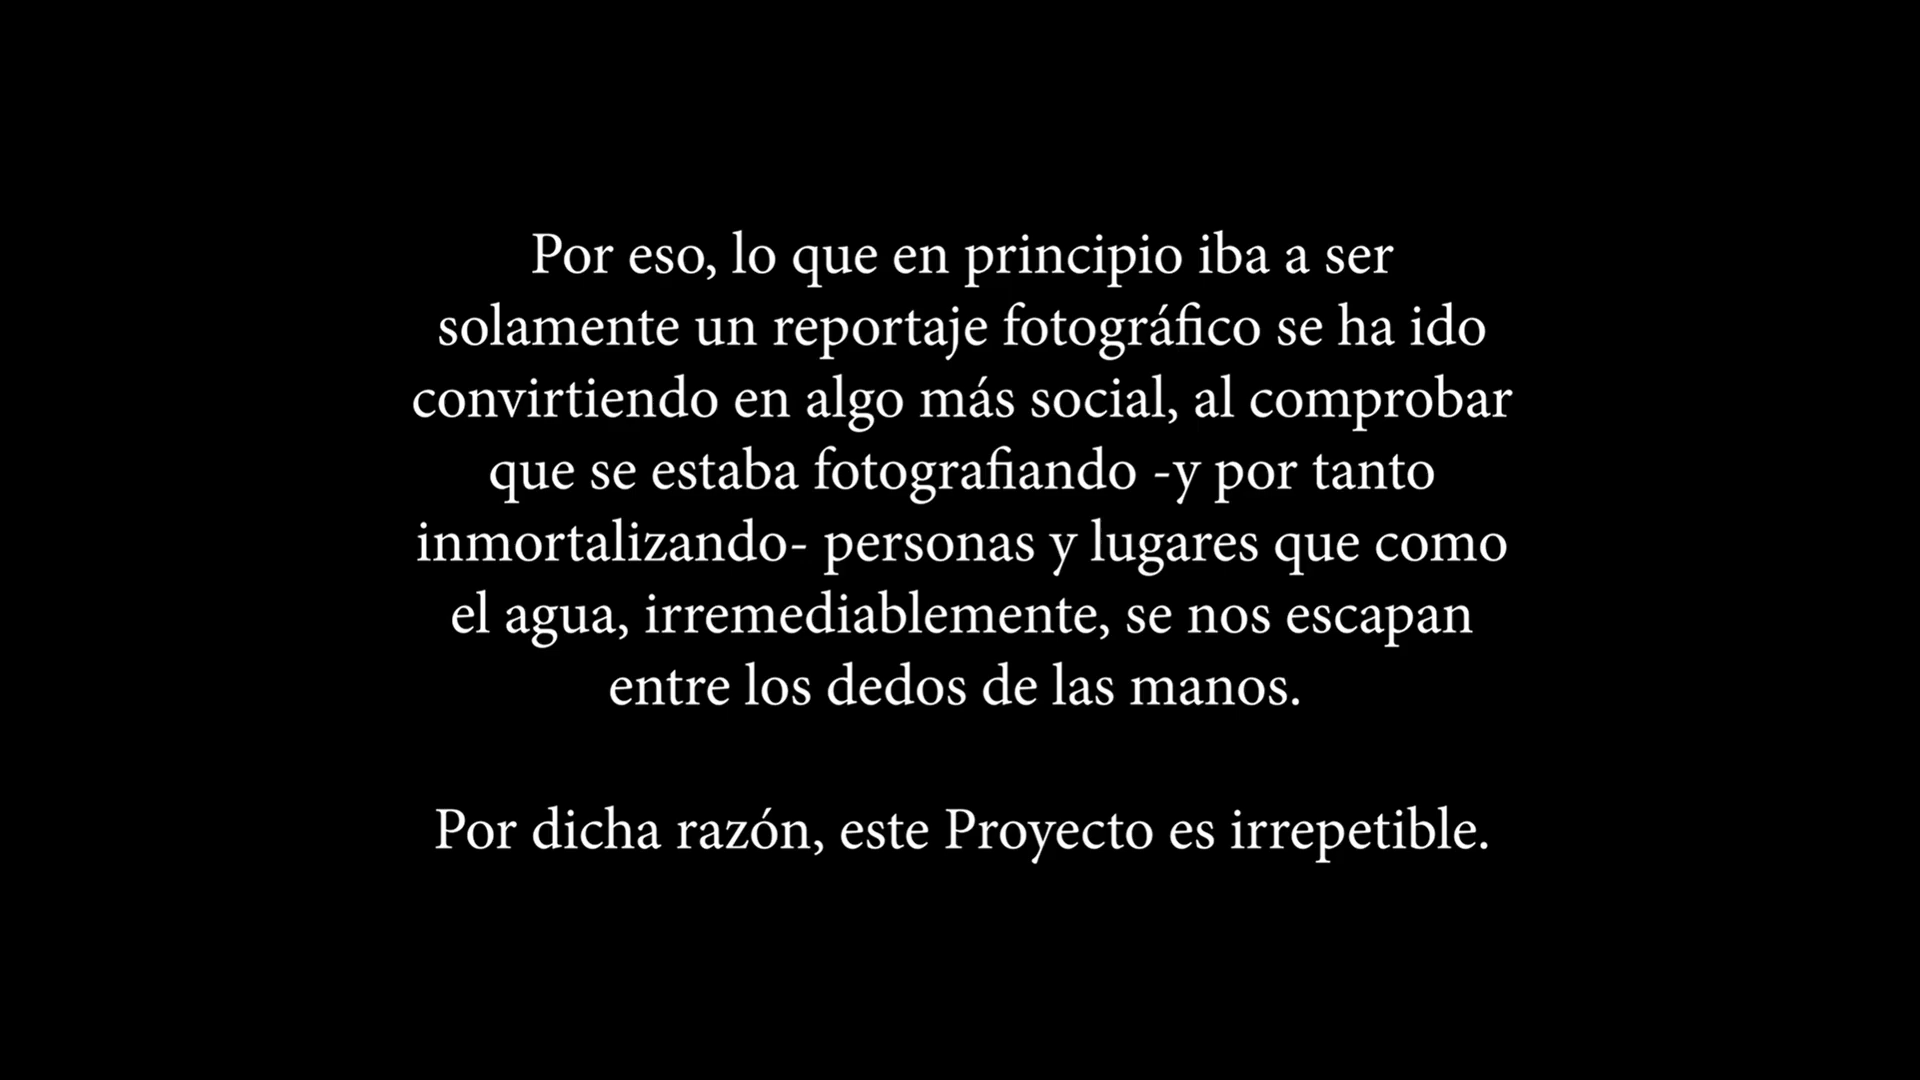 Por eso, lo que en principio iba a ser
solamente un reportaje fotográfico se ha ido
convirtiendo en algo más social, al comprobar
que se estaba fotografiando -y por tanto
inmortalizando- personas y lugares que como
el agua, irremediablemente, se nos escapan
entre los dedos de las manos.
Por dicha razón, este Proyecto es irrepetible.